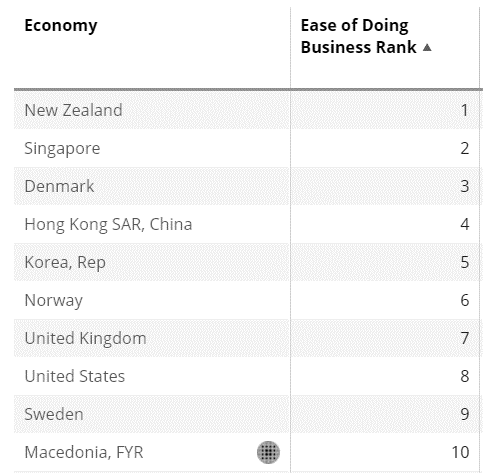 Economy Ease of Doing
Business Rank ▲
New Zealand 1
Singapore 2
Denmark 3
Hong Kong SAR, China 4
Korea, Rep 5
Norway 6
United Kingdom 7
United States 8
Sweden 9
Macedonia, FYR 10